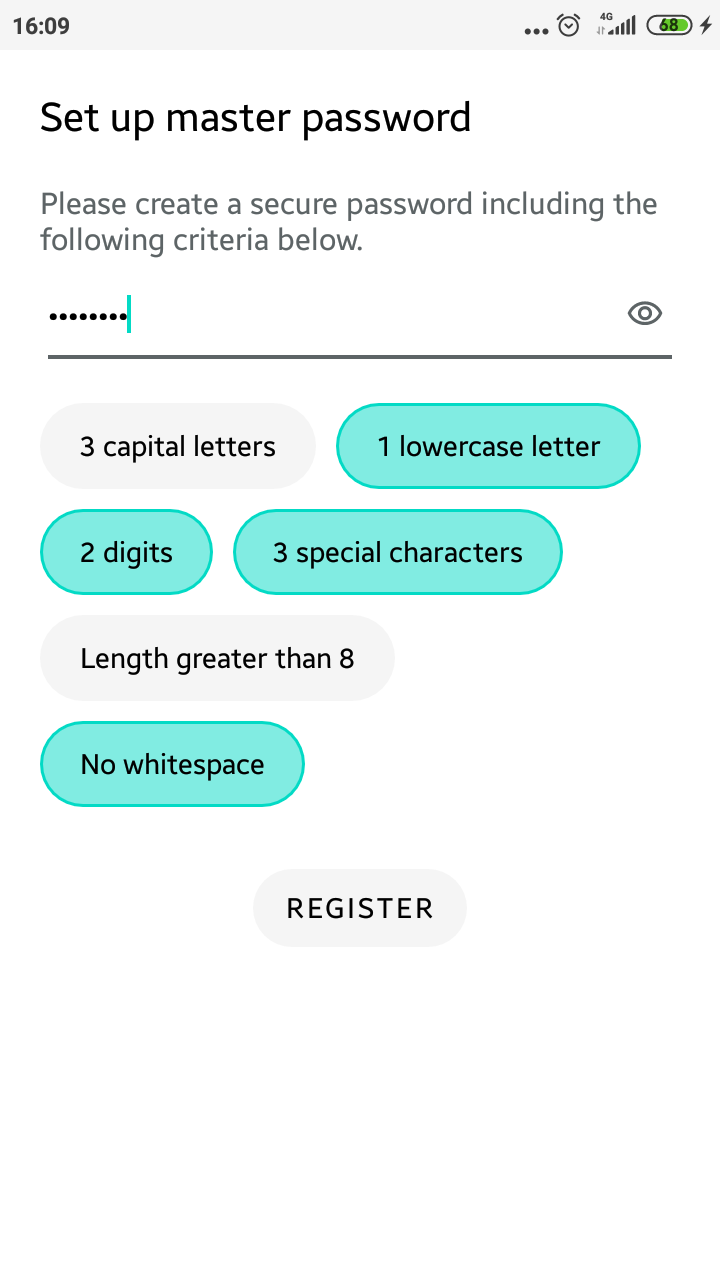 16:09
4G
68
Set up master password
Please create a secure password including the
following criteria below.
••••••••
3 capital letters
1 lowercase letter
2 digits
3 special characters
Length greater than 8
No whitespace
REGISTER